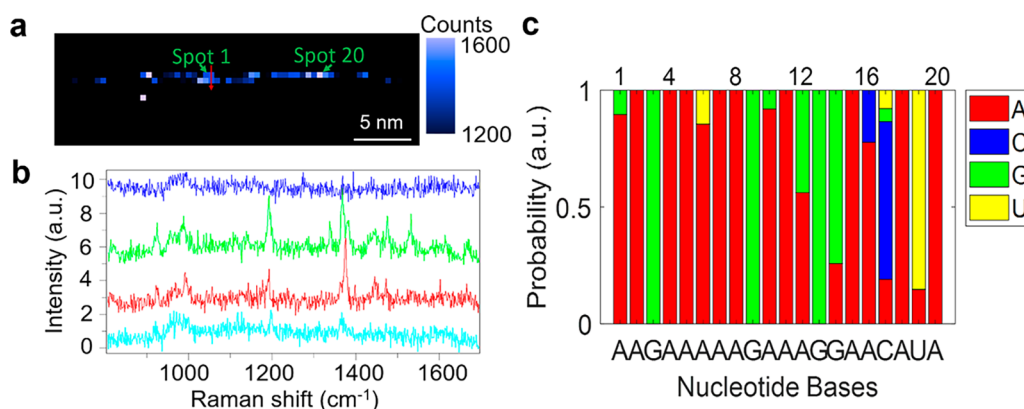 a
Counts
1600
1200
Spot 1
Spot 20
5 nm
b
Intensity (a.u.)
10
8
6
4
2
0
1000 1200 1400 1600
Raman shift (cm⁻¹)
c
1 4 8 12 16 20
Probability (a.u.)
1
0.5
0
AAGAAAAAGAAAGGAACAUA
Nucleotide Bases
A
C
G
U